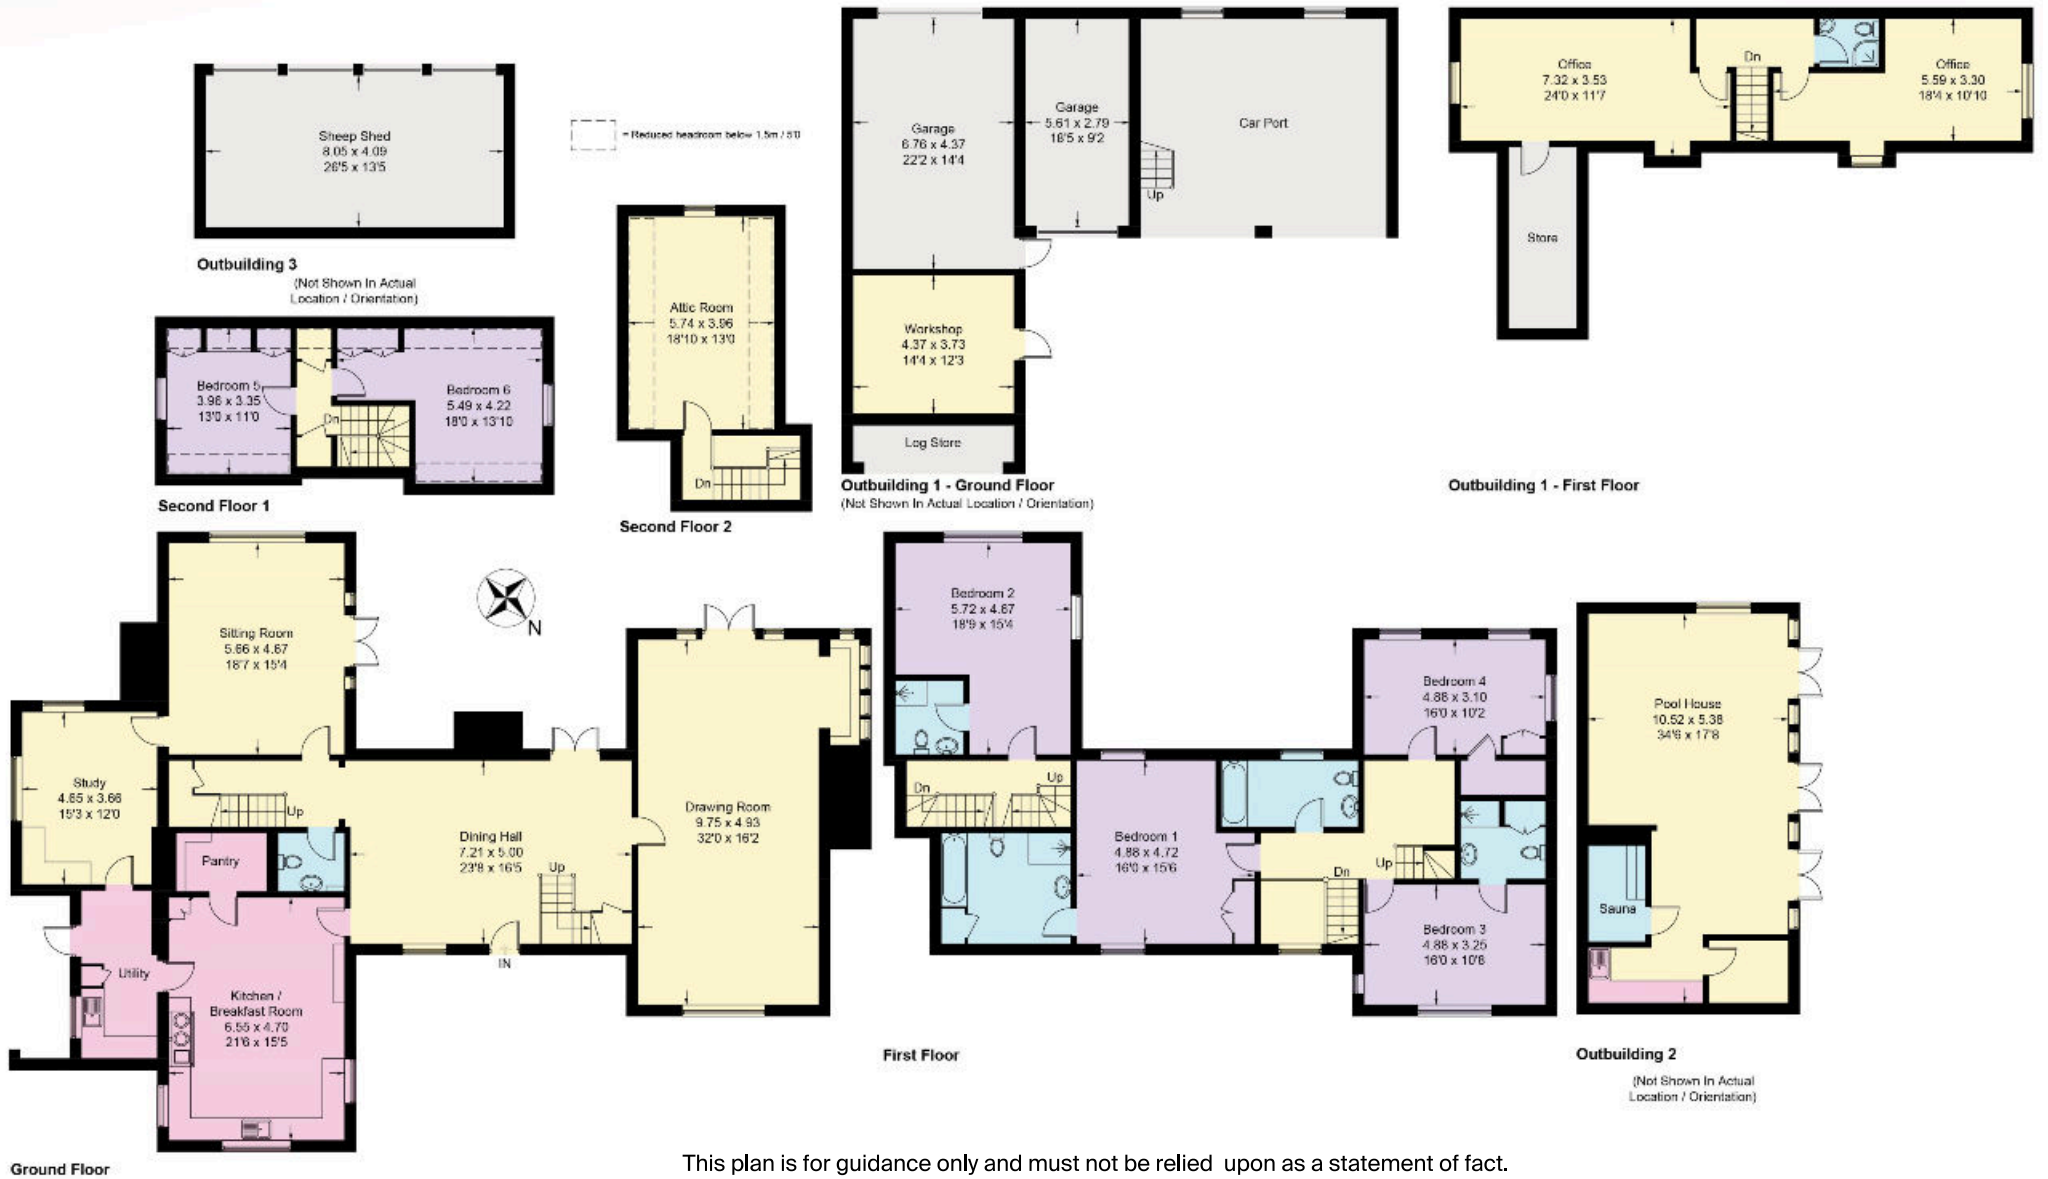 Sheep Shed
8.05 x 4.09
26'5 x 13'5
Outbuilding 3
(Not Shown In Actual
Location / Orientation)
= Reduced headroom below 1.5m / 5'0
Attic Room
5.74 x 3.96
18'10 x 13'0
Dn
Second Floor 2
Bedroom 5
3.96 x 3.35
13'0 x 11'0
Dn
Bedroom 6
5.49 x 4.22
18'0 x 13'10
Second Floor 1
Garage
6.76 x 4.37
22'2 x 14'4
Garage
5.61 x 2.79
18'5 x 9'2
Car Port
Up
Workshop
4.37 x 3.73
14'4 x 12'3
Log Store
Outbuilding 1 - Ground Floor
(Not Shown In Actual Location / Orientation)
Office
7.32 x 3.53
24'0 x 11'7
Dn
Office
5.59 x 3.30
18'4 x 10'10
Store
Outbuilding 1 - First Floor
Sitting Room
5.66 x 4.67
18'7 x 15'4
N
Study
4.65 x 3.66
15'3 x 12'0
Up
Pantry
Dining Hall
7.21 x 5.00
23'8 x 16'5
Up
IN
Drawing Room
9.75 x 4.93
32'0 x 16'2
Utility
Kitchen /
Breakfast Room
6.55 x 4.70
21'6 x 15'5
Ground Floor
Bedroom 2
5.72 x 4.67
18'9 x 15'4
Dn
Up
Bedroom 1
4.88 x 4.72
16'0 x 15'6
Bedroom 4
4.88 x 3.10
16'0 x 10'2
Up
Dn
Bedroom 3
4.88 x 3.25
16'0 x 10'8
First Floor
Pool House
10.52 x 5.38
34'6 x 17'8
Sauna
Outbuilding 2
(Not Shown In Actual
Location / Orientation)
This plan is for guidance only and must not be relied upon as a statement of fact.